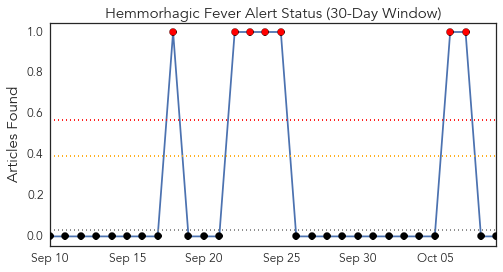 Hemmorhagic Fever Alert Status (30-Day Window)
Articles Found
1.0
0.8
0.6
0.4
0.2
0.0
Sep 10 Sep 15 Sep 20 Sep 25 Sep 30 Oct 05